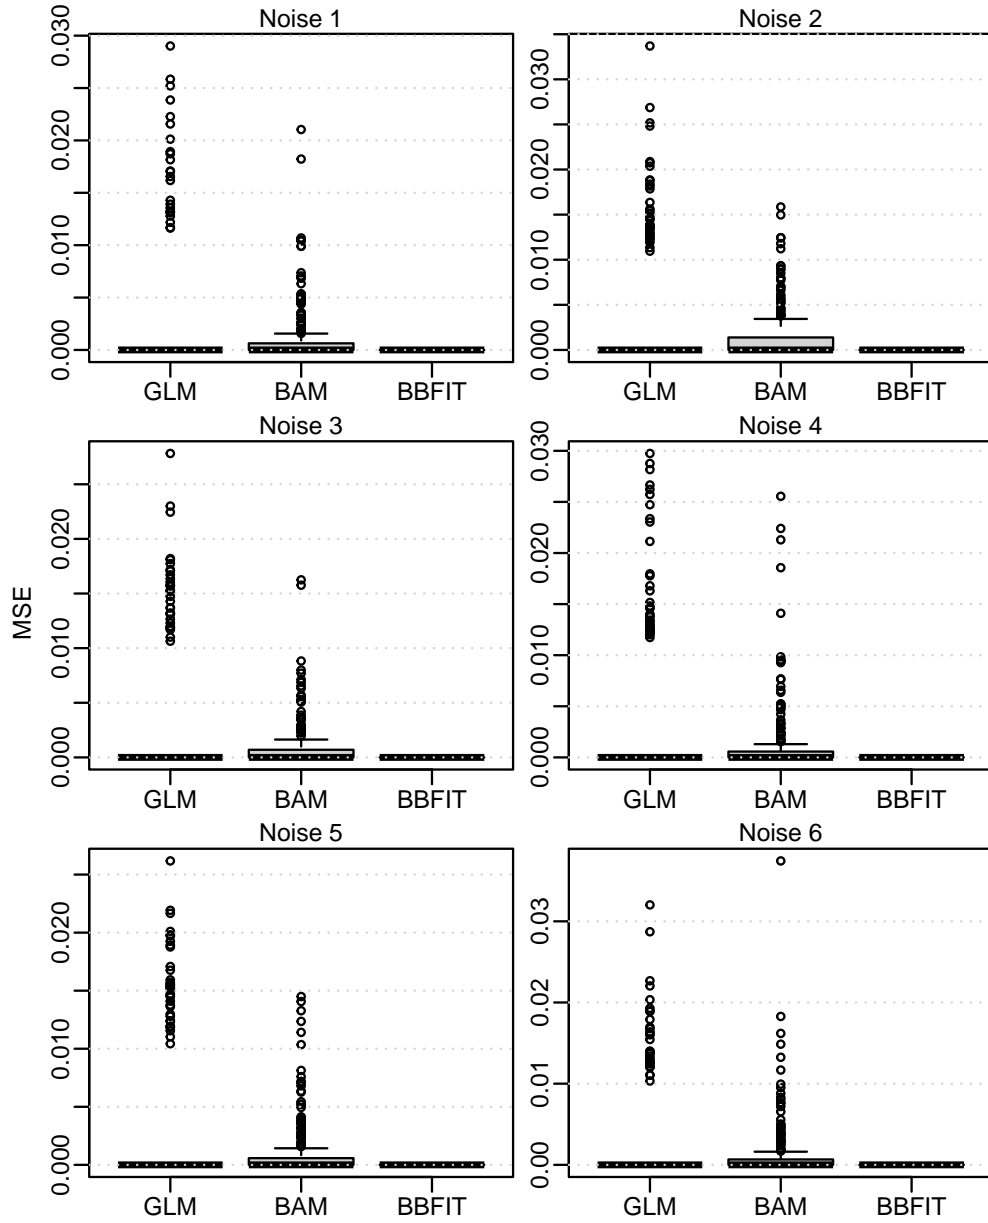 Noise 1
0.030
0.020
0.010
0.000
GLM BAM BBFIT
Noise 2
0.030
0.020
0.010
0.000
GLM BAM BBFIT
MSE
Noise 3
0.020
0.010
0.000
GLM BAM BBFIT
Noise 4
0.030
0.020
0.010
0.000
GLM BAM BBFIT
Noise 5
0.020
0.010
0.000
GLM BAM BBFIT
Noise 6
0.03
0.02
0.01
0.00
GLM BAM BBFIT